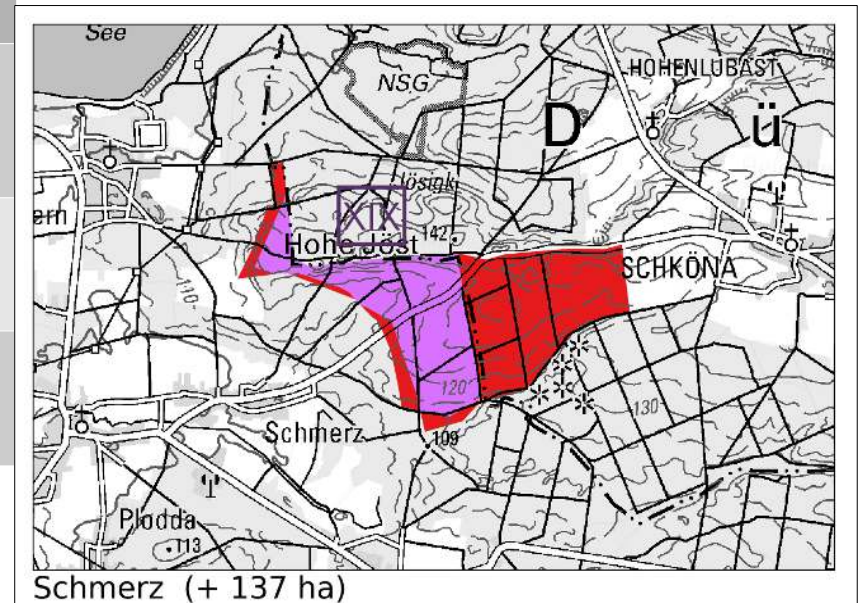 See
NSG
HOHENLUBAST
D
ü
lösigk
ern
XIX
142
Hohe Jöst
SCHKÖNA
110
120
130
Schmerz
109
Plodda
113
Schmerz (+ 137 ha)